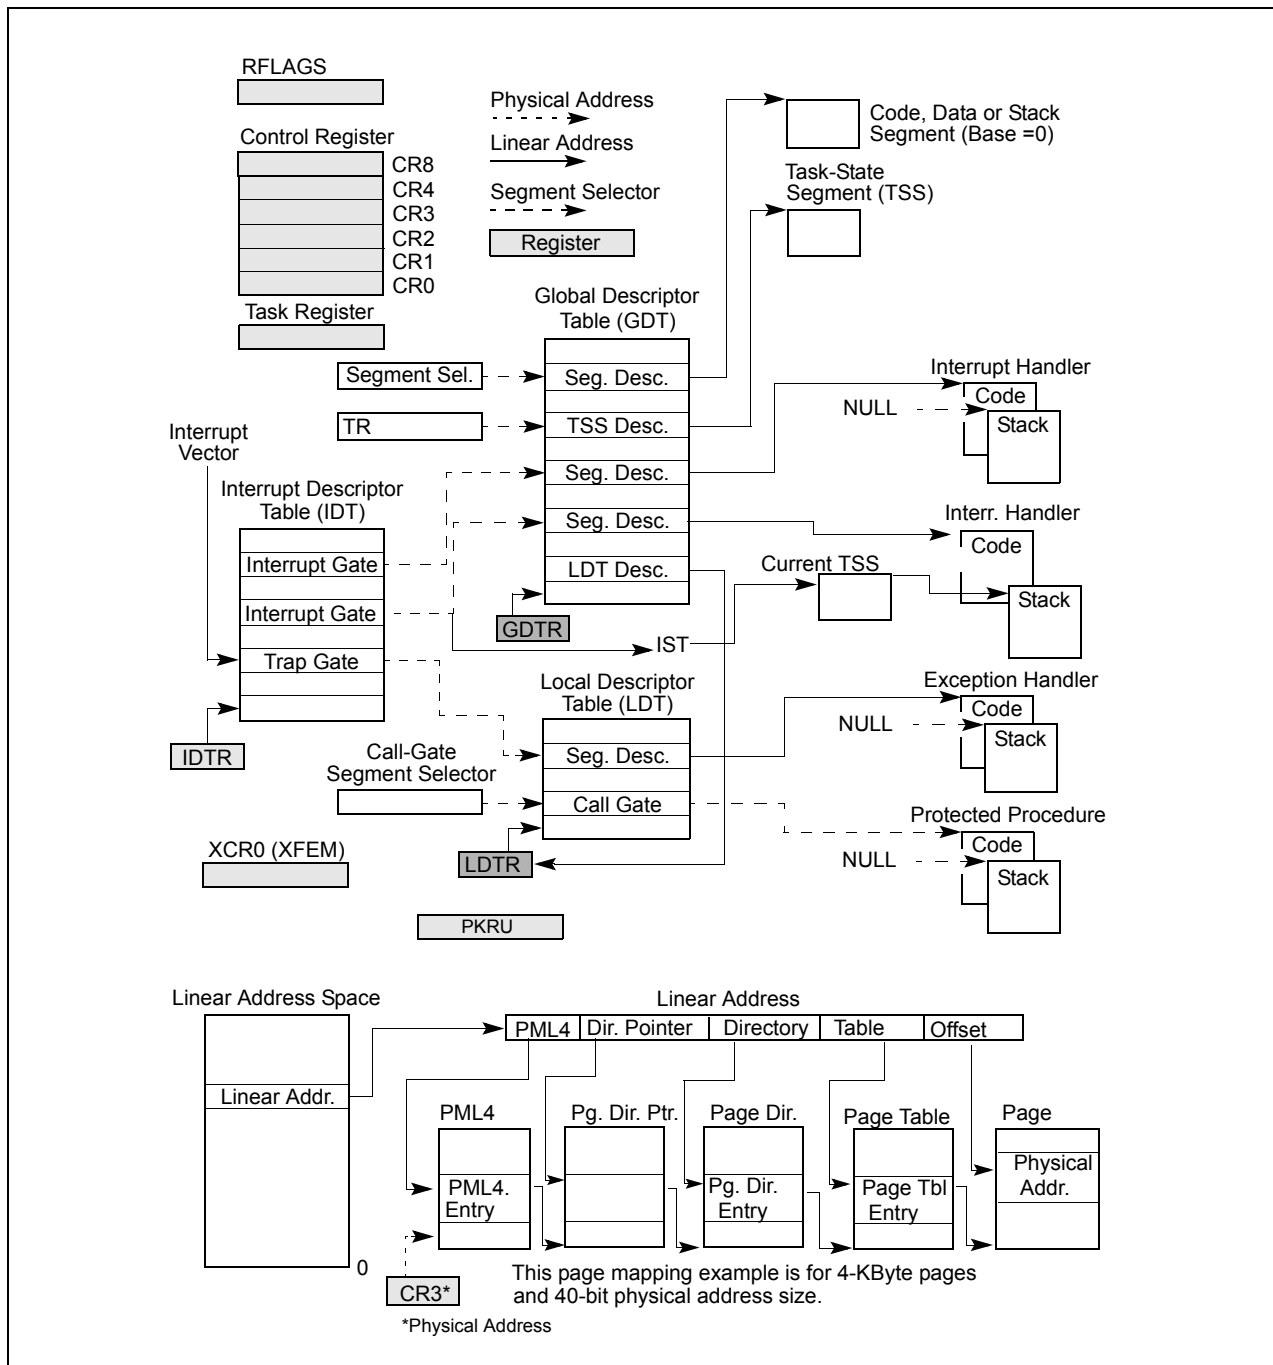 RFLAGS
Control Register
CR8
CR4
CR3
CR2
CR1
CR0
Task Register
Physical Address
Linear Address
Segment Selector
Register
Code, Data or Stack
Segment (Base =0)
Task-State
Segment (TSS)
Global Descriptor
Table (GDT)
Segment Sel.
Seg. Desc.
TR
TSS Desc.
Seg. Desc.
Seg. Desc.
LDT Desc.
GDTR
Interrupt Handler
NULL
Code
Stack
Interrupt
Vector
Interrupt Descriptor
Table (IDT)
Interrupt Gate
Interrupt Gate
Trap Gate
IDTR
Interr. Handler
Code
Stack
Current TSS
IST
Local Descriptor
Table (LDT)
Seg. Desc.
Call Gate
Call-Gate
Segment Selector
LDTR
Exception Handler
NULL
Code
Stack
Protected Procedure
NULL
Code
Stack
XCR0 (XFEM)
PKRU
Linear Address Space
Linear Addr.
0
Linear Address
PML4 Dir. Pointer Directory Table Offset
PML4
Pg. Dir. Ptr.
Page Dir.
Page Table
Page
PML4.
Entry
Pg. Dir.
Entry
Page Tbl
Entry
Physical
Addr.
CR3*
*Physical Address
This page mapping example is for 4-KByte pages
and 40-bit physical address size.